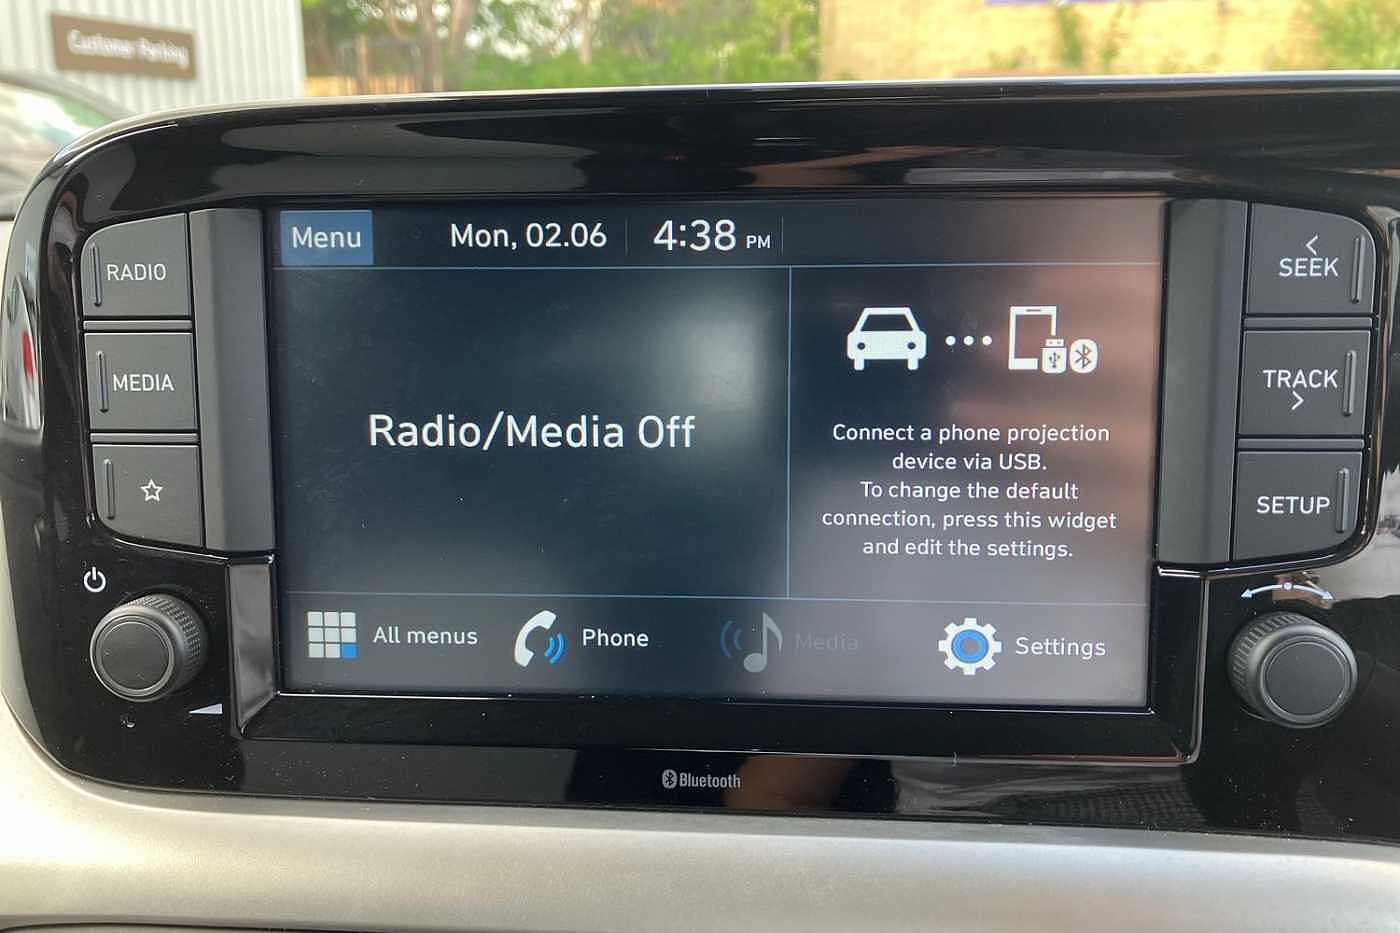 Customer Parking
Menu
Mon, 02.06
4:38 PM
RADIO
MEDIA
< SEEK
TRACK >
SETUP
Radio/Media Off
Connect a phone projection
device via USB.
To change the default
connection, press this widget
and edit the settings.
All menus
Phone
Media
Settings
Bluetooth